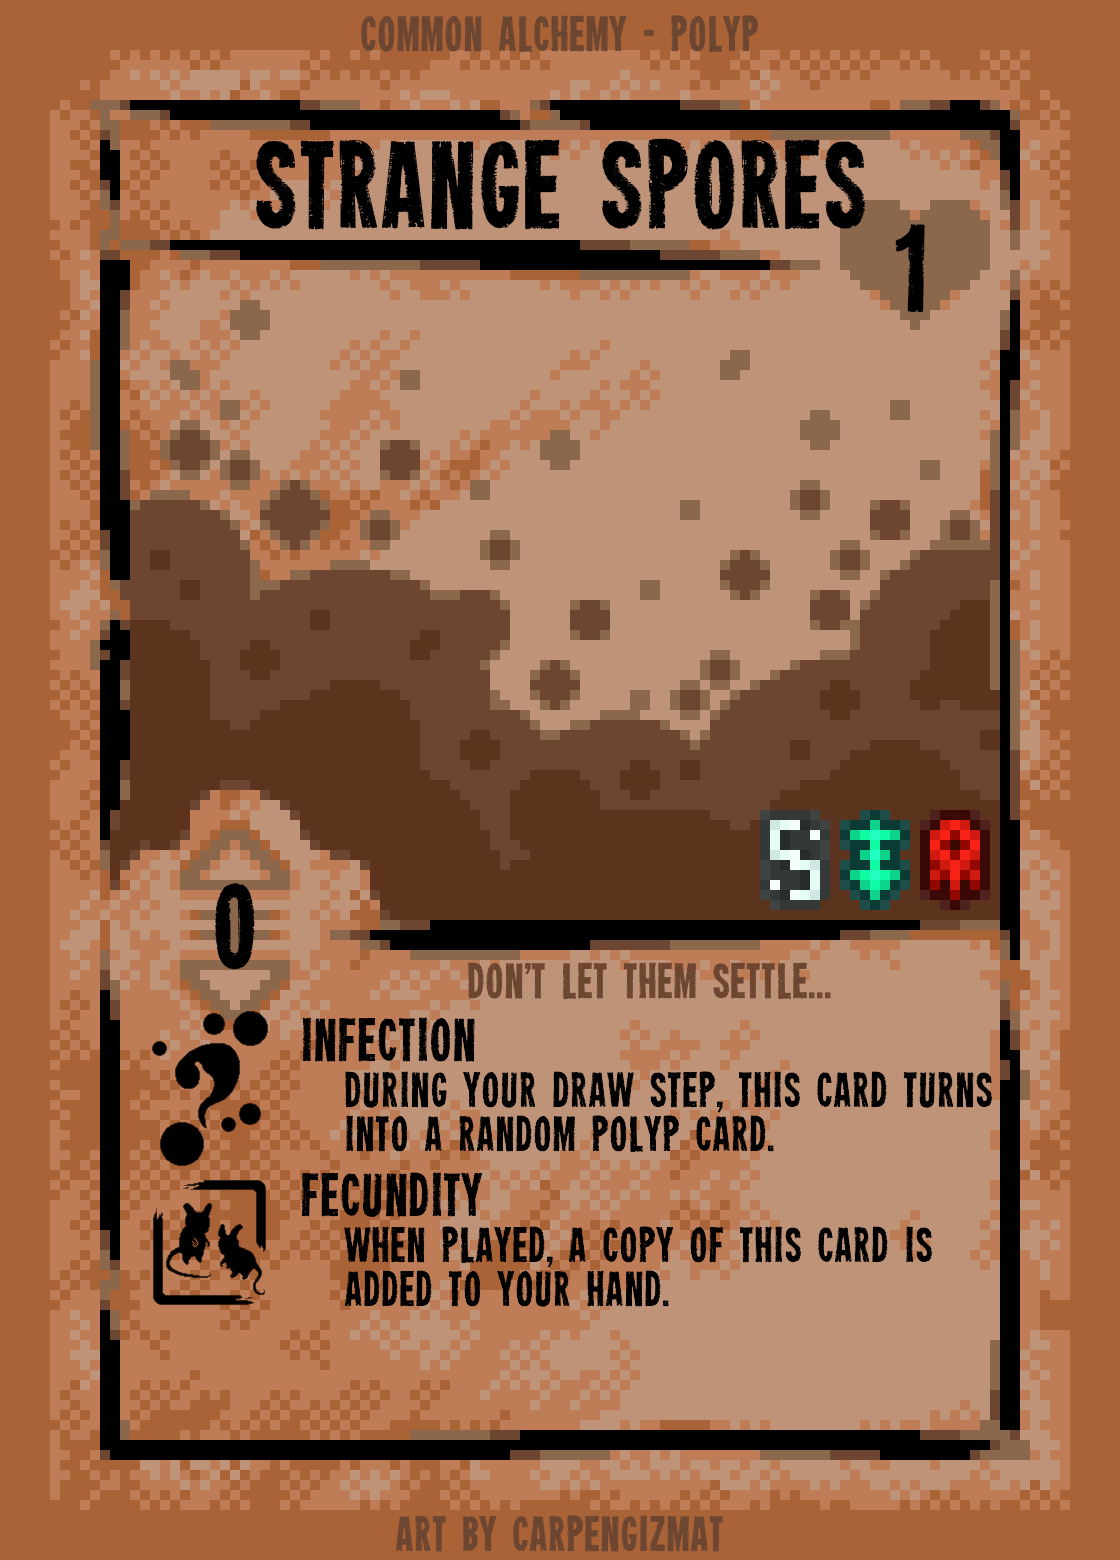 COMMON ALCHEMY - POLYP
STRANGE SPORES
1
0
DON'T LET THEM SETTLE...
INFECTION
DURING YOUR DRAW STEP, THIS CARD TURNS
INTO A RANDOM POLYP CARD.
FECUNDITY
WHEN PLAYED, A COPY OF THIS CARD IS
ADDED TO YOUR HAND.
ART BY CARPENGIZMAT